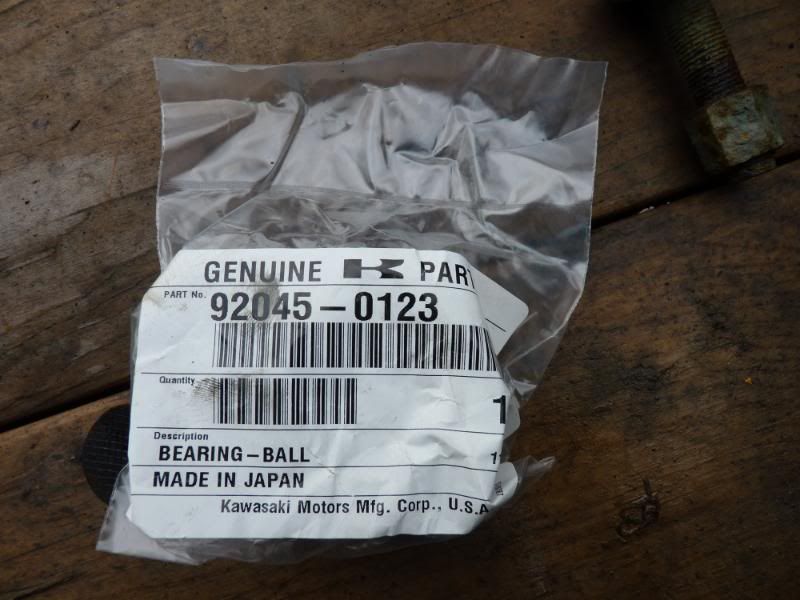 GENUINE K PART
PART No. 92045-0123
Quantity
1
Description
BEARING-BALL
MADE IN JAPAN
Kawasaki Motors Mfg. Corp., U.S.A